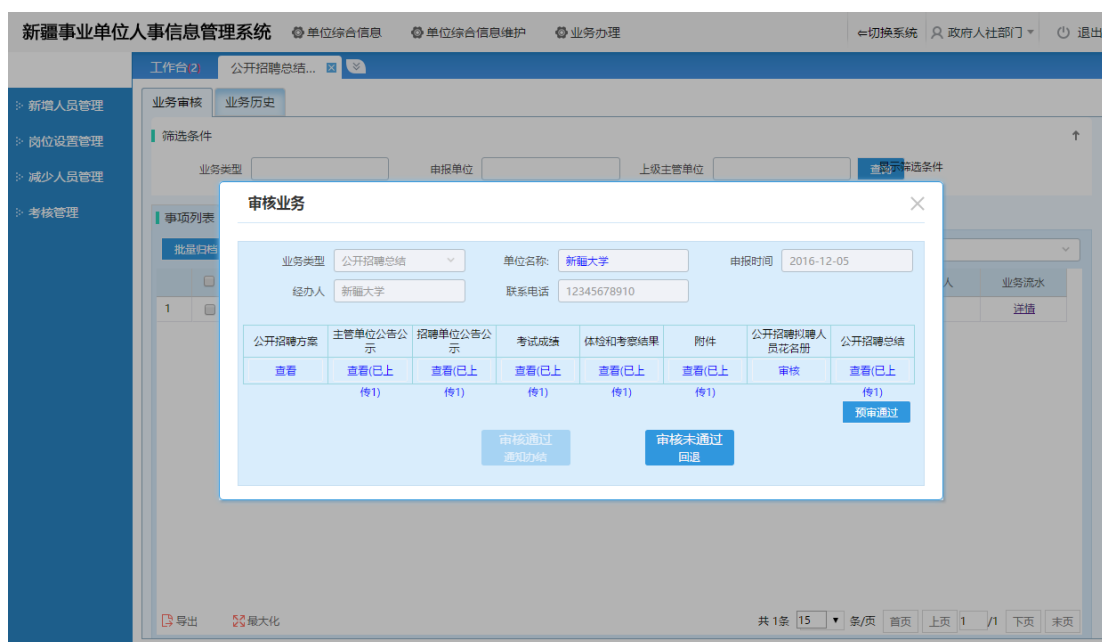 新疆事业单位人事信息管理系统 单位综合信息 单位综合信息维护 业务办理 切换系统 政府人社部门 退出
工作台(2) 公开招聘总结...
新增人员管理
岗位设置管理
减少人员管理
考核管理
业务审核 业务历史
筛选条件
业务类型 申报单位 上级主管单位 显示筛选条件
事项列表
批量归档
人 业务流水
1 详情
审核业务
业务类型 公开招聘总结 单位名称: 新疆大学 申报时间 2016-12-05
经办人 新疆大学 联系电话 12345678910
公开招聘方案 主管单位公告公示 招聘单位公告公示 考试成绩 体检和考察结果 附件 公开招聘拟聘人员花名册 公开招聘总结
查看 查看(已上传1) 查看(已上传1) 查看(已上传1) 查看(已上传1) 查看(已上传1) 审核 查看(已上传1)
预审通过
审核通过 审核未通过
通知办结 回退
导出 最大化 共 1条 15 条/页 首页 上页 1 /1 下页 末页